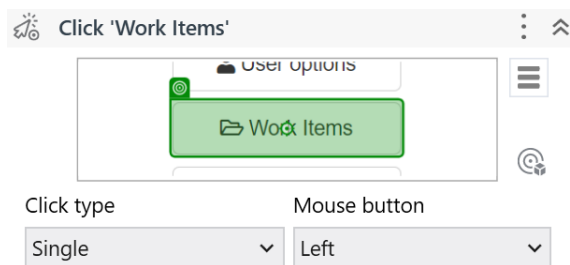 Click 'Work Items'
User options
Work Items
Click type
Mouse button
Single
Left